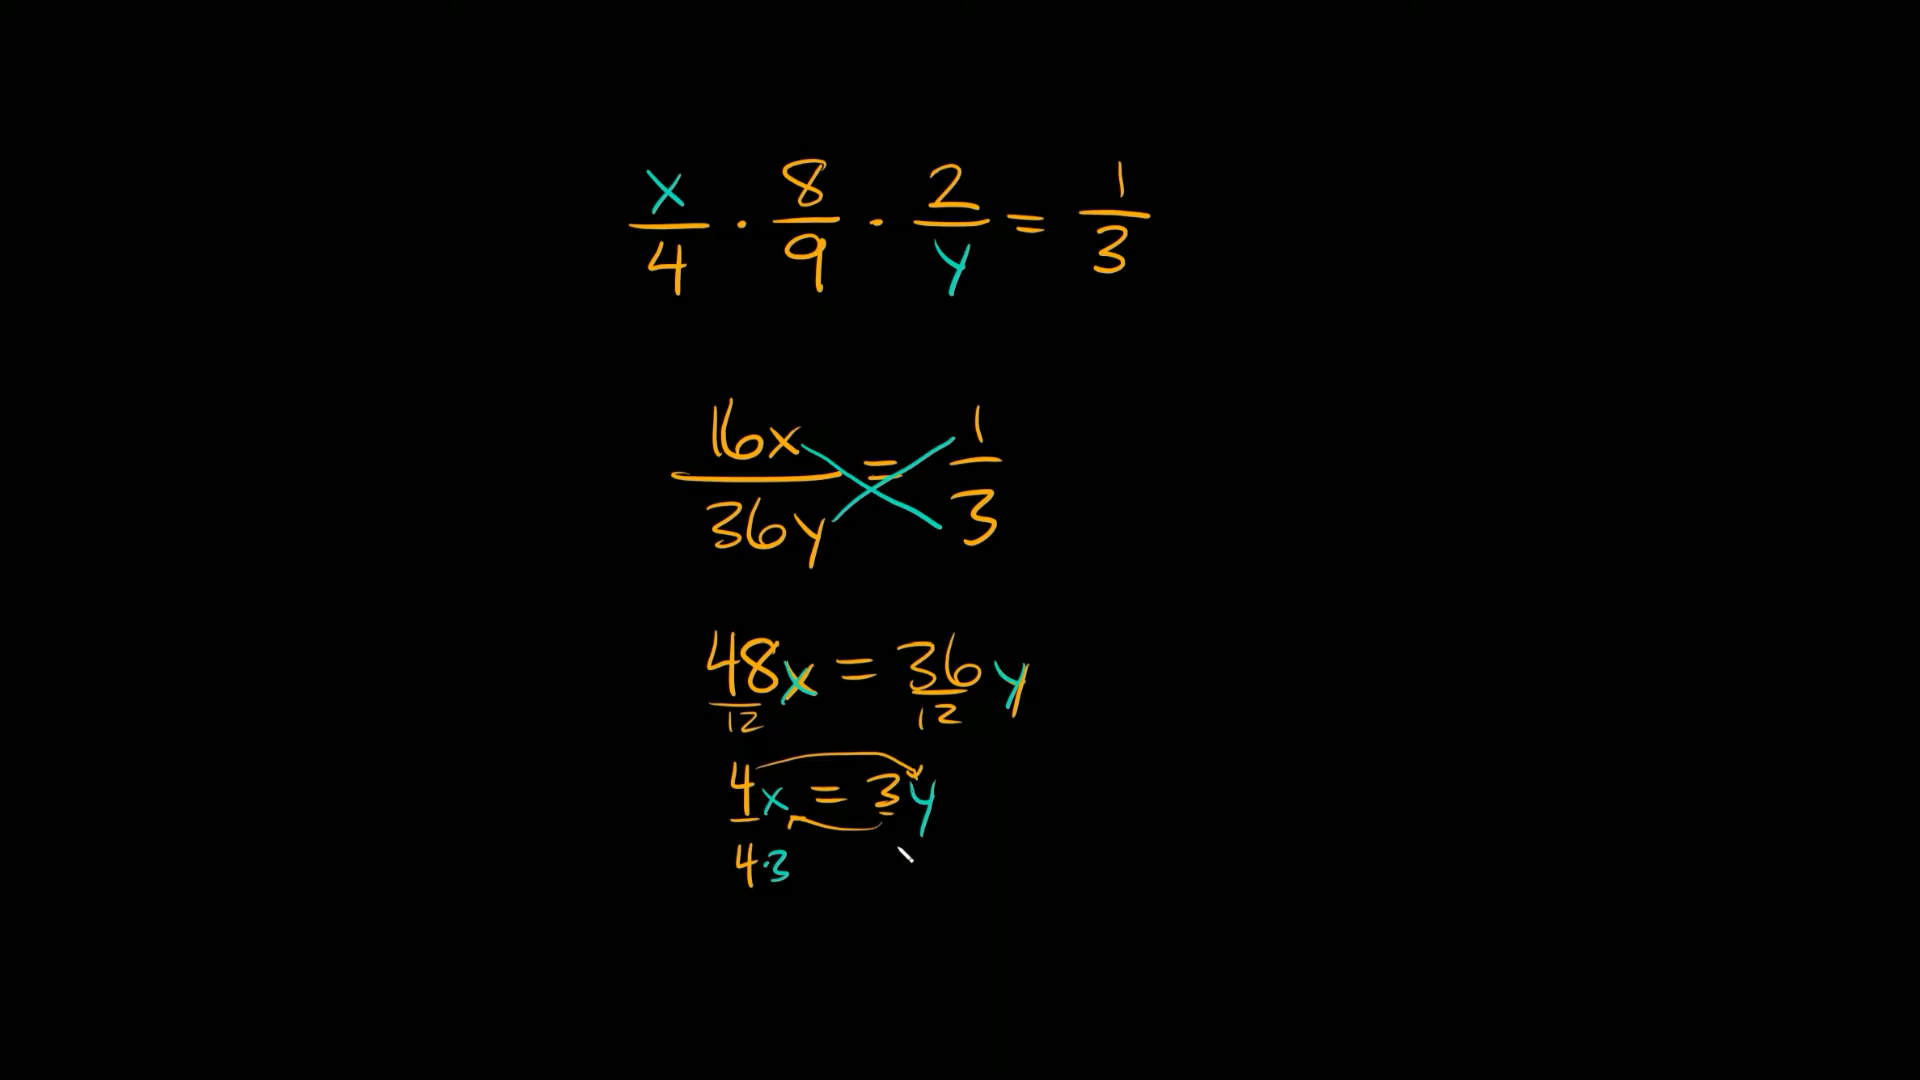 x/4 · 8/9 · 2/y = 1/3
16x/36y = 1/3
48x/12 = 36y/12
4x = 3y
4·3